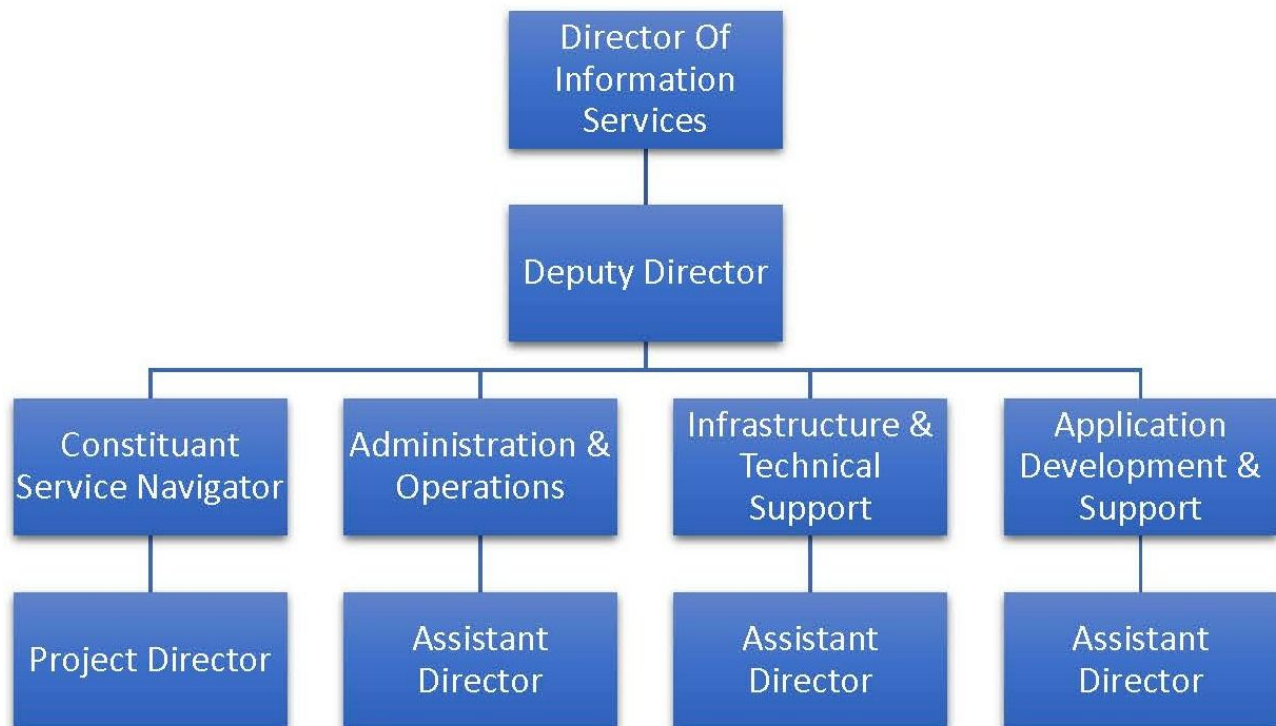 Director Of
Information
Services
Deputy Director
Constituant
Service Navigator
Administration &
Operations
Infrastructure &
Technical
Support
Application
Development &
Support
Project Director
Assistant
Director
Assistant
Director
Assistant
Director